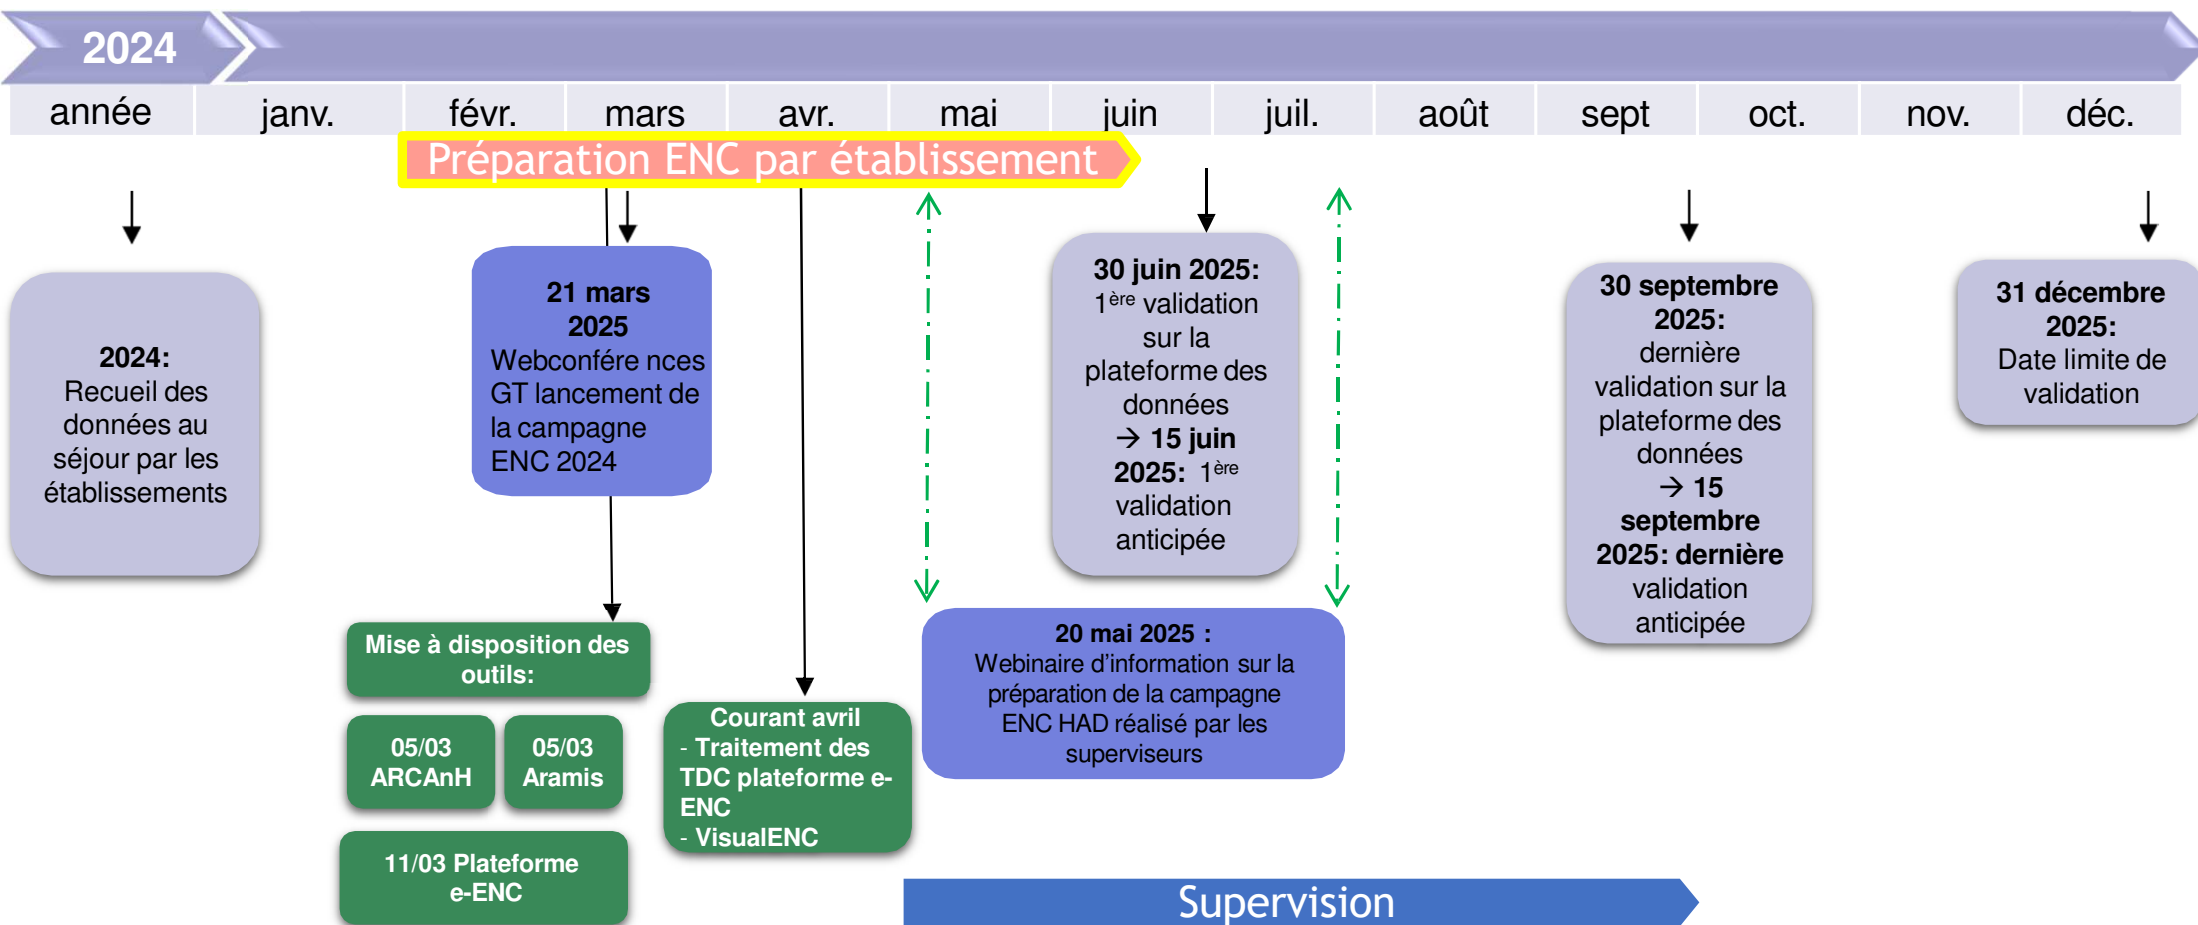 2024
année janv. févr. mars avr. mai juin juil. août sept oct. nov. déc.
Préparation ENC par établissement
2024:
Recueil des
données au
séjour par les
établissements
21 mars
2025
Webconfére nces
GT lancement de
la campagne
ENC 2024
30 juin 2025:
1ère validation
sur la
plateforme des
données
→ 15 juin
2025: 1ère
validation
anticipée
30 septembre
2025:
dernière
validation sur la
plateforme des
données
→ 15
septembre
2025: dernière
validation
anticipée
31 décembre
2025:
Date limite de
validation
Mise à disposition des
outils:
05/03
ARCAnH
05/03
Aramis
11/03 Plateforme
e-ENC
Courant avril
- Traitement des
TDC plateforme e-
ENC
- VisualENC
20 mai 2025 :
Webinaire d’information sur la
préparation de la campagne
ENC HAD réalisé par les
superviseurs
Supervision